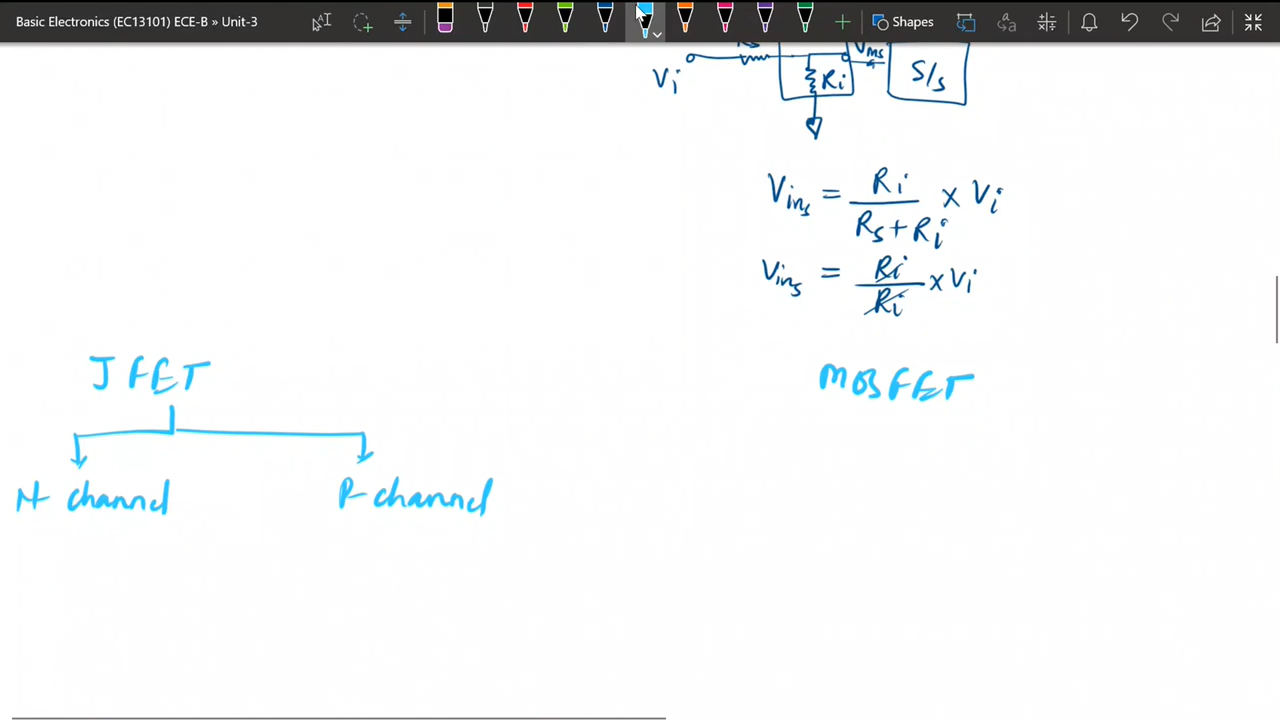 Basic Electronics (EC13101) ECE-B » Unit-3
Shapes
Vi
Ri
S/s
Vins = Ri / Rs + Ri × Vi
Vins = Ri / Ri × Vi
JFET
MOSFET
N channel
P-channel